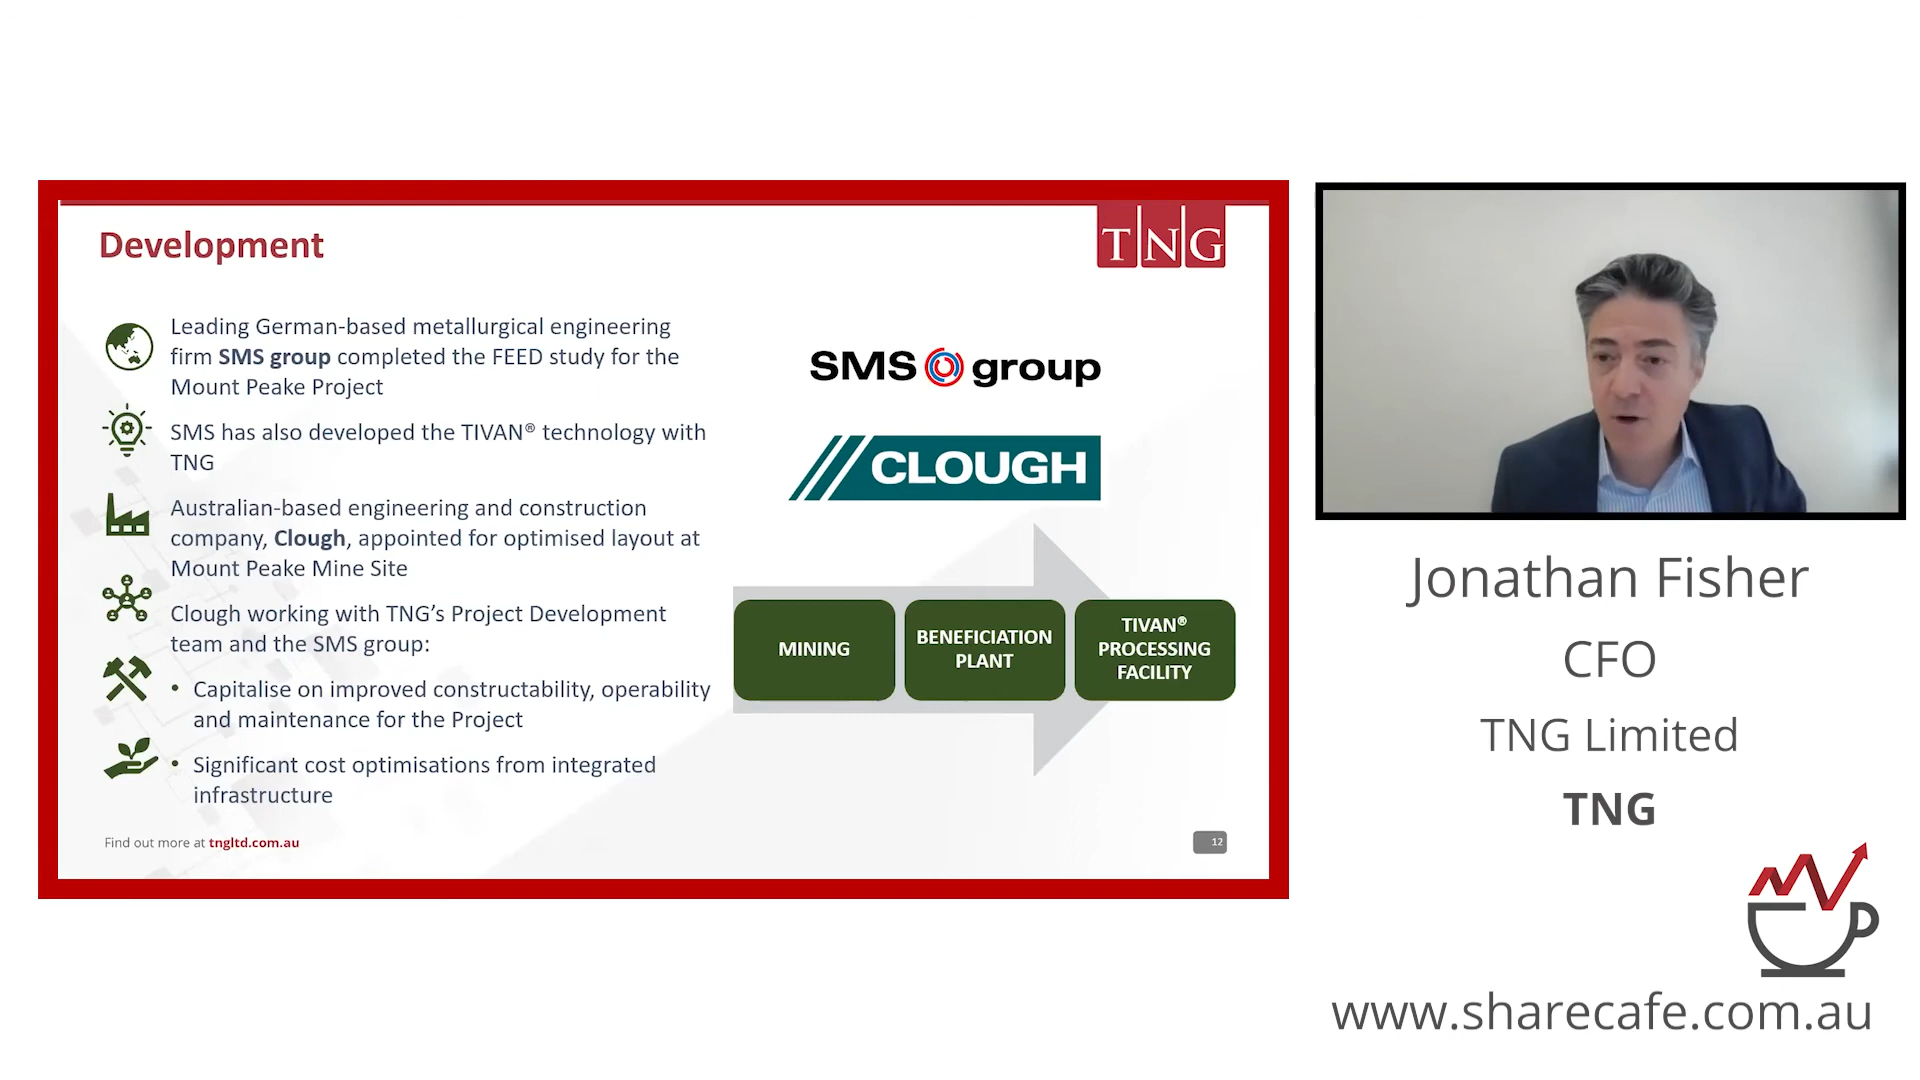 Development
TNG
Leading German-based metallurgical engineering
firm SMS group completed the FEED study for the
Mount Peake Project
SMS has also developed the TIVAN® technology with
TNG
Australian-based engineering and construction
company, Clough, appointed for optimised layout at
Mount Peake Mine Site
Clough working with TNG’s Project Development
team and the SMS group:
• Capitalise on improved constructability, operability
and maintenance for the Project
• Significant cost optimisations from integrated
infrastructure
SMS group
CLOUGH
MINING
BENEFICIATION
PLANT
TIVAN®
PROCESSING
FACILITY
Find out more at tngltd.com.au
12
Jonathan Fisher
CFO
TNG Limited
TNG
www.sharecafe.com.au